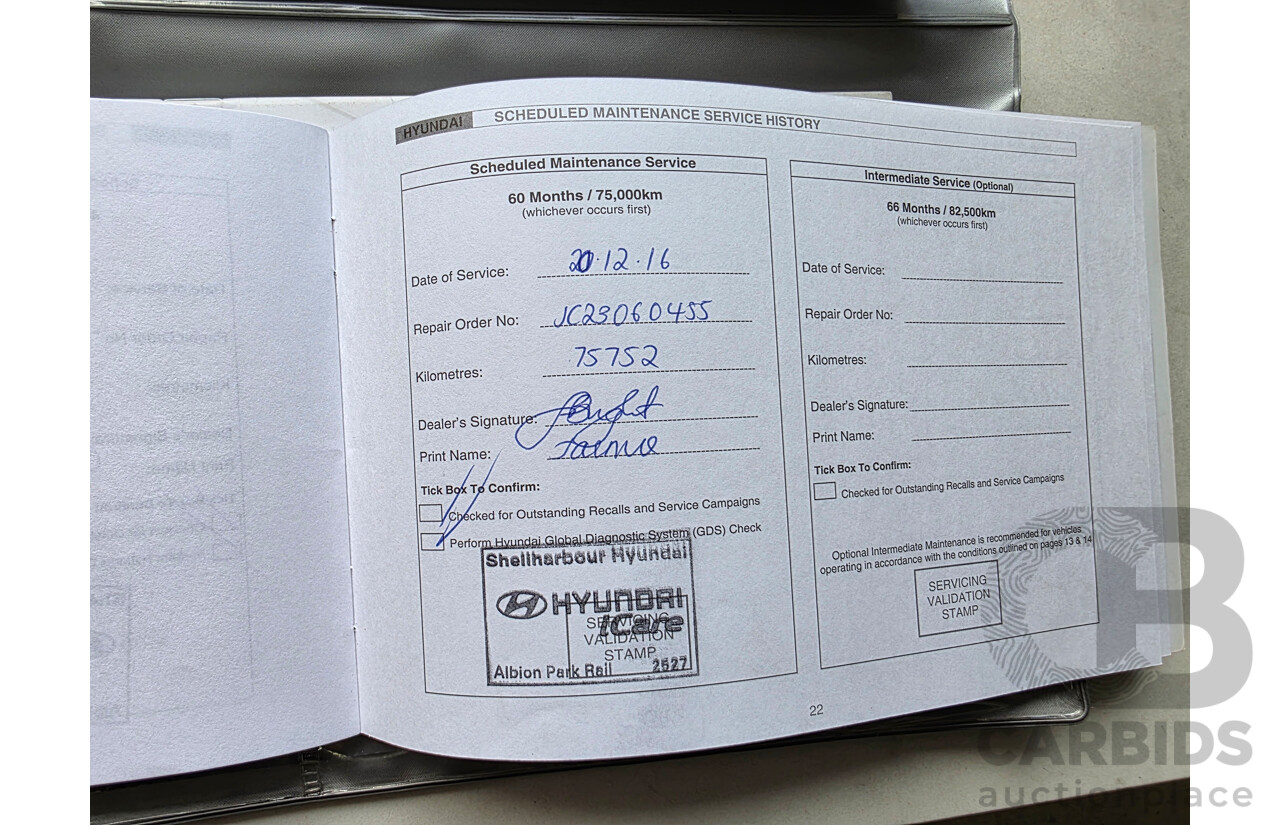 HYUNDAI SCHEDULED MAINTENANCE SERVICE HISTORY
Scheduled Maintenance Service
60 Months / 75,000km
(whichever occurs first)
Date of Service: 20.12.16
Repair Order No: JC23060455
Kilometres: 75752
Dealer's Signature:
Print Name:
Tick Box To Confirm:
Checked for Outstanding Recalls and Service Campaigns
Perform Hyundai Global Diagnostic System (GDS) Check
Shellharbour Hyundai
HYUNDAI
iCare
SERVICING
VALIDATION
STAMP
Albion Park Rail 2527
Intermediate Service (Optional)
66 Months / 82,500km
(whichever occurs first)
Date of Service:
Repair Order No:
Kilometres:
Dealer's Signature:
Print Name:
Tick Box To Confirm:
Checked for Outstanding Recalls and Service Campaigns
Optional Intermediate Maintenance is recommended for vehicles
operating in accordance with the conditions outlined on pages 13 & 14
SERVICING
VALIDATION
STAMP
22
CB
CARBIDS
auctionplace